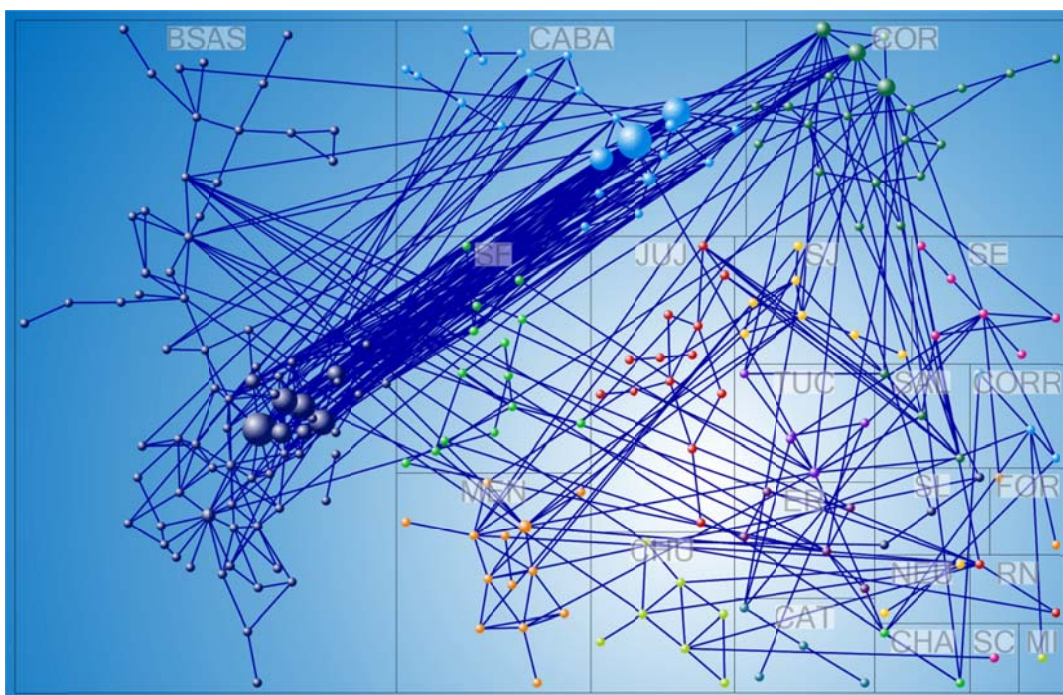 BSAS
CABA
COR
SF
JUJ
SJ
SE
TUC
SAL
CORR
MEN
ER
SL
FOR
CHU
NEU
RN
CAT
CHA
SC
MI